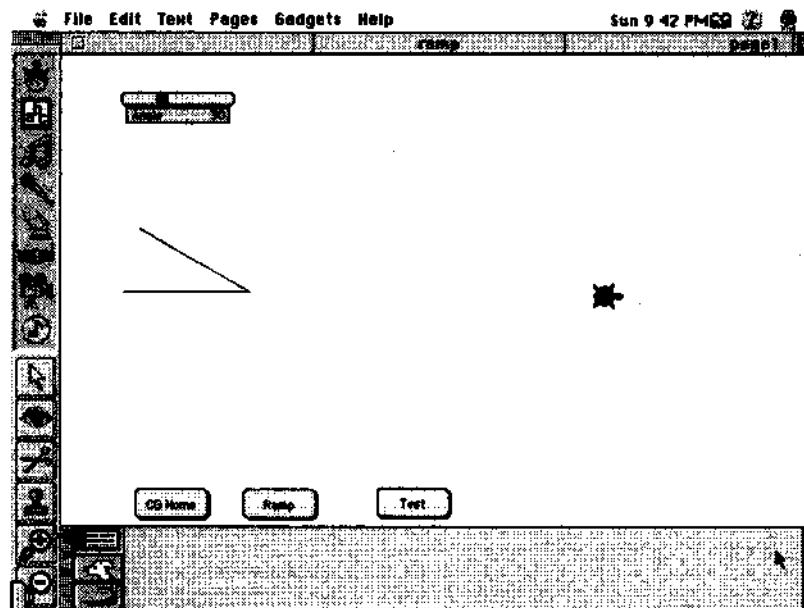 File Edit Text Pages Gadgets Help Sun 9 42 PM
ramp page1
CG Home Ramp Test